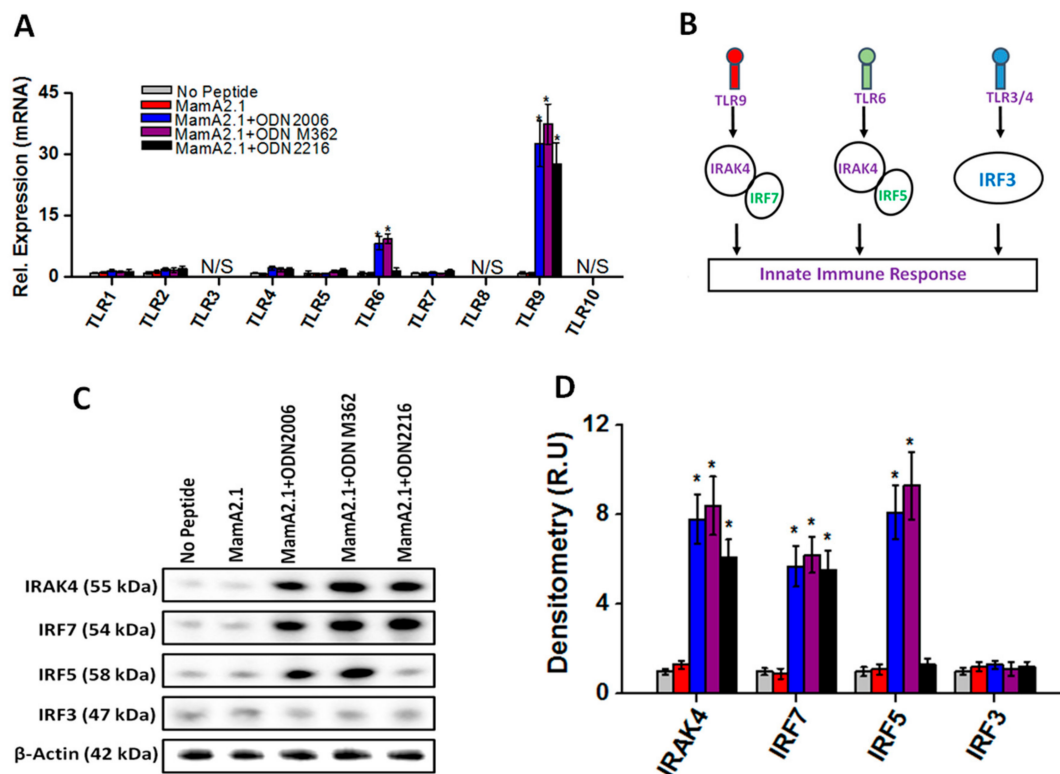 A
Rel. Expression (mRNA)
45
30
15
0
No Peptide
MamA2.1
MamA2.1+ODN2006
MamA2.1+ODN M362
MamA2.1+ODN2216
* *
N/S
* * *
N/S
N/S
TLR1
TLR2
TLR3
TLR4
TLR5
TLR6
TLR7
TLR8
TLR9
TLR10
B
TLR9
TLR6
TLR3/4
IRAK4
IRF7
IRAK4
IRF5
IRF3
Innate Immune Response
C
No Peptide
MamA2.1
MamA2.1+ODN2006
MamA2.1+ODN M362
MamA2.1+ODN2216
IRAK4 (55 kDa)
IRF7 (54 kDa)
IRF5 (58 kDa)
IRF3 (47 kDa)
β-Actin (42 kDa)
D
Densitometry (R.U)
12
8
4
0
* * *
* * *
* *
IRAK4
IRF7
IRF5
IRF3